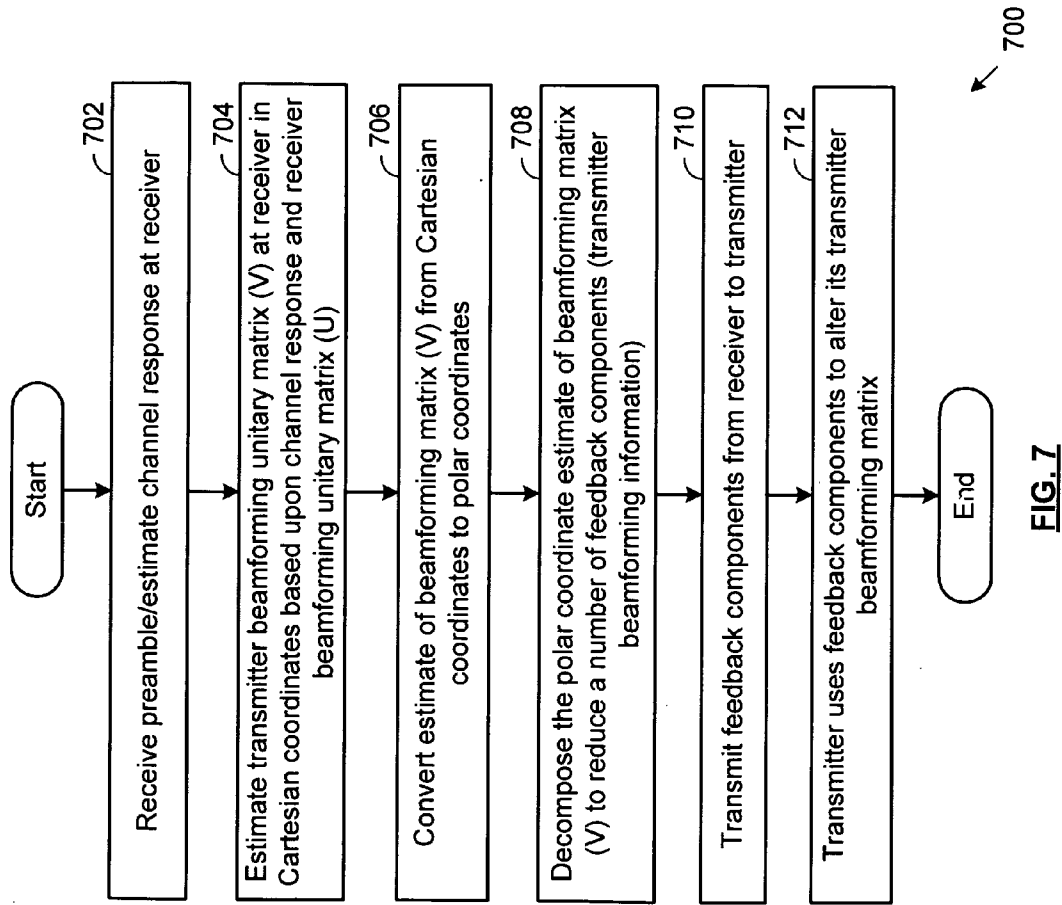 Start
702
Receive preamble/estimate channel response at receiver
704
Estimate transmitter beamforming unitary matrix (V) at receiver in
Cartesian coordinates based upon channel response and receiver
beamforming unitary matrix (U)
706
Convert estimate of beamforming matrix (V) from Cartesian
coordinates to polar coordinates
708
Decompose the polar coordinate estimate of beamforming matrix
(V) to reduce a number of feedback components (transmitter
beamforming information)
710
Transmit feedback components from receiver to transmitter
712
Transmitter uses feedback components to alter its transmitter
beamforming matrix
End
700
FIG. 7